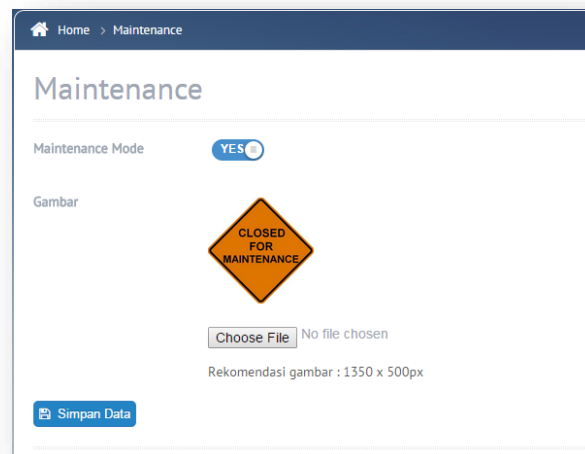 Home > Maintenance
Maintenance
Maintenance Mode
YES
Gambar
CLOSED
FOR
MAINTENANCE
Choose File No file chosen
Rekomendasi gambar : 1350 x 500px
Simpan Data